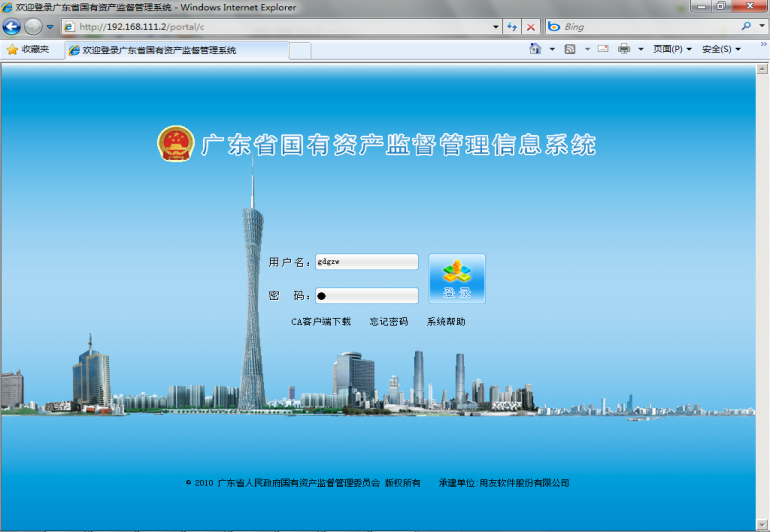 欢迎登录广东省国有资产监督管理系统 - Windows Internet Explorer
http://192.168.111.2/portal/c
Bing
收藏夹
欢迎登录广东省国有资产监督管理系统
页面(P)
安全(S)
»
广东省国有资产监督管理信息系统
用户名：gdgzw
密 码：●
登录
CA客户端下载 忘记密码 系统帮助
© 2010 广东省人民政府国有资产监督管理委员会 版权所有 承建单位:用友软件股份有限公司